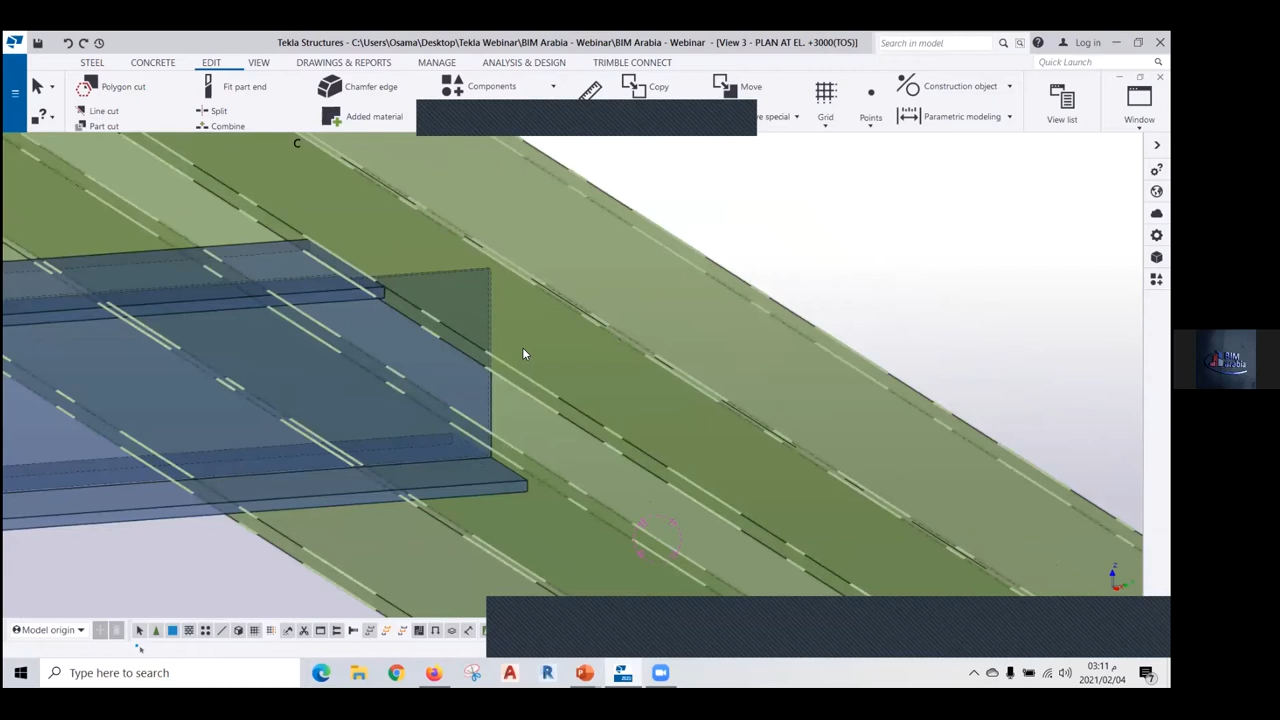 Tekla Structures - C:\Users\Osama\Desktop\Tekla Webinar\BIM Arabia - Webinar\BIM Arabia - Webinar - [View 3 - PLAN AT EL. +3000(TOS)]
Search in model
Log in
STEEL CONCRETE EDIT VIEW DRAWINGS & REPORTS MANAGE ANALYSIS & DESIGN TRIMBLE CONNECT
Quick Launch
Polygon cut
Fit part end
Chamfer edge
Components
Copy
Move
Construction object
Line cut
Split
Added material
Part cut
Combine
special
Grid
Points
Parametric modeling
View list
Window
C
BIM
arabia
Z
Model origin
Type here to search
03:11 م
2021/02/04
7